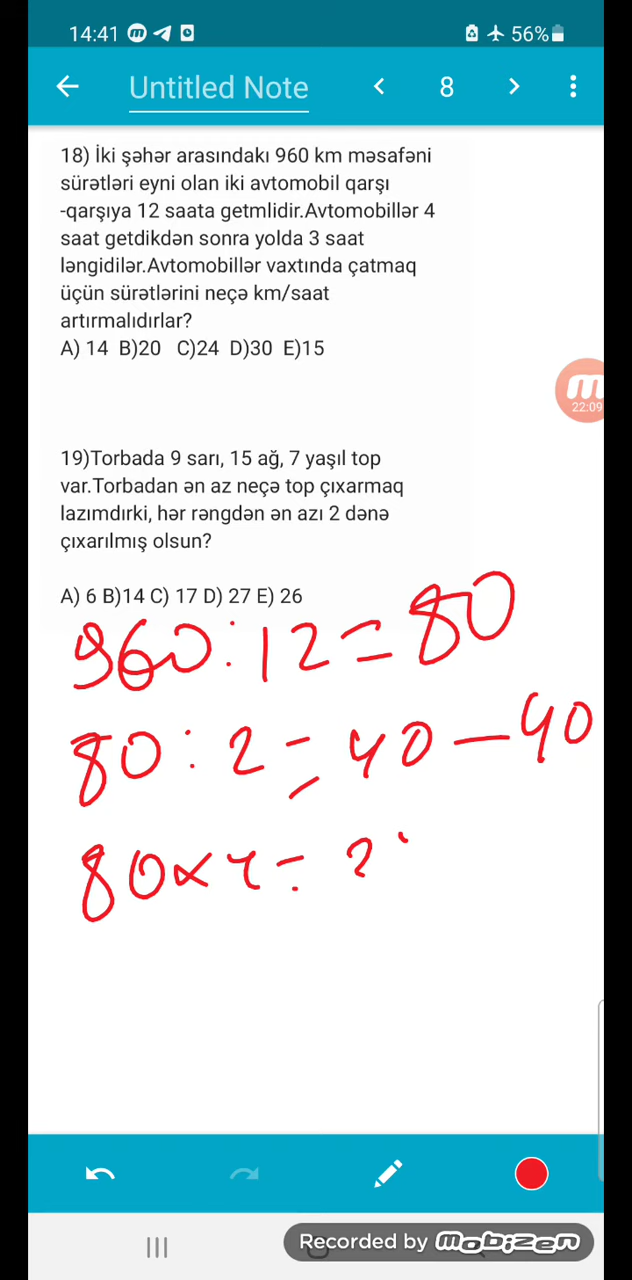 14:41
56%
Untitled Note
8
18) İki şəhər arasındakı 960 km məsafəni
sürətləri eyni olan iki avtomobil qarşı
-qarşıya 12 saata getmlidir.Avtomobillər 4
saat getdikdən sonra yolda 3 saat
ləngidilər.Avtomobillər vaxtında çatmaq
üçün sürətlərini neçə km/saat
artırmalıdırlar?
A) 14 B)20 C)24 D)30 E)15
22:09
19)Torbada 9 sarı, 15 ağ, 7 yaşıl top
var.Torbadan ən az neçə top çıxarmaq
lazımdırki, hər rəngdən ən azı 2 dənə
çıxarılmış olsun?
A) 6 B)14 C) 17 D) 27 E) 26
960:12=80
80:2=40-40
80×4=
Recorded by mobizen